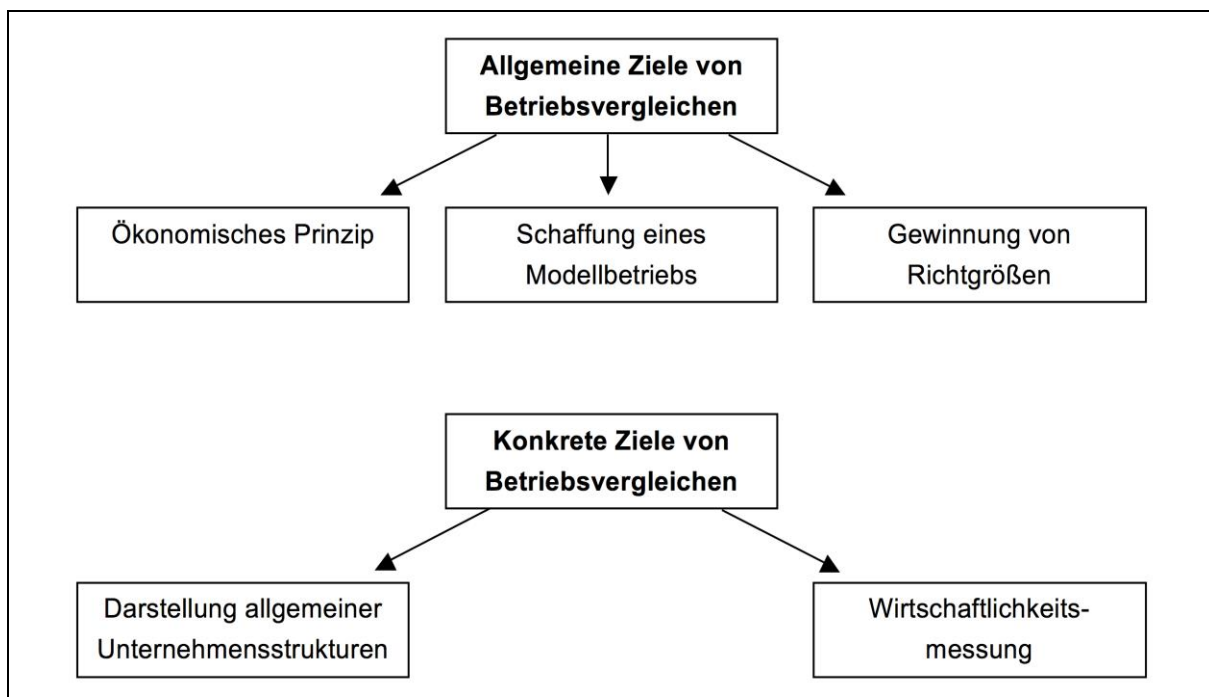 Allgemeine Ziele von
Betriebsvergleichen
Ökonomisches Prinzip
Schaffung eines
Modellbetriebs
Gewinnung von
Richtgrößen
Konkrete Ziele von
Betriebsvergleichen
Darstellung allgemeiner
Unternehmensstrukturen
Wirtschaftlichkeits-
messung